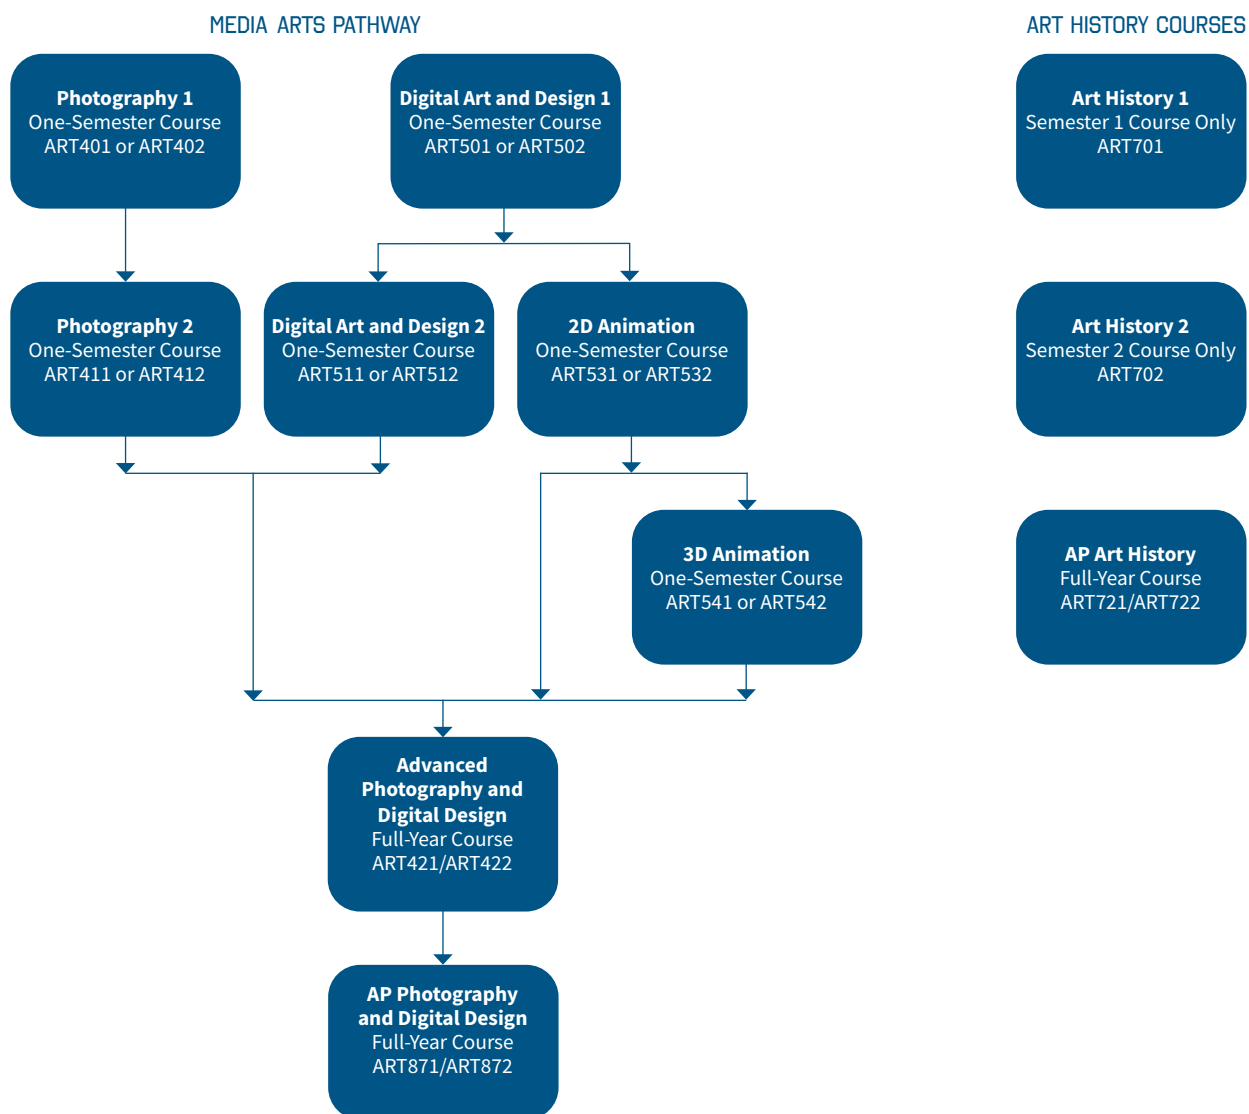 MEDIA ARTS PATHWAY
ART HISTORY COURSES
Photography 1
One-Semester Course
ART401 or ART402
Digital Art and Design 1
One-Semester Course
ART501 or ART502
Art History 1
Semester 1 Course Only
ART701
Photography 2
One-Semester Course
ART411 or ART412
Digital Art and Design 2
One-Semester Course
ART511 or ART512
2D Animation
One-Semester Course
ART531 or ART532
Art History 2
Semester 2 Course Only
ART702
3D Animation
One-Semester Course
ART541 or ART542
AP Art History
Full-Year Course
ART721/ART722
Advanced
Photography and
Digital Design
Full-Year Course
ART421/ART422
AP Photography
and Digital Design
Full-Year Course
ART871/ART872